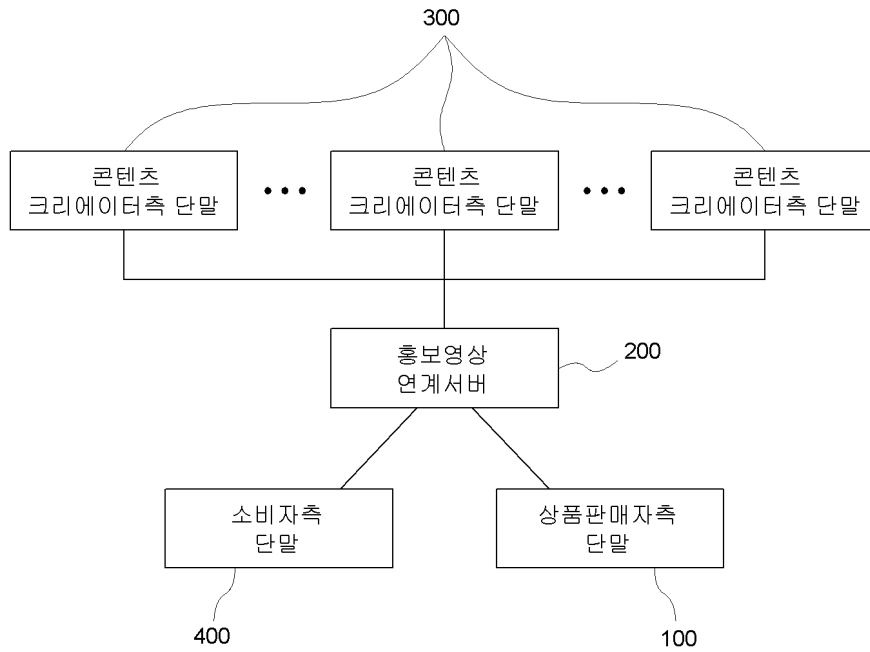 300
콘텐츠
크리에이터측 단말
콘텐츠
크리에이터측 단말
콘텐츠
크리에이터측 단말
홍보영상
연계서버
200
소비자측
단말
상품판매자측
단말
400
100